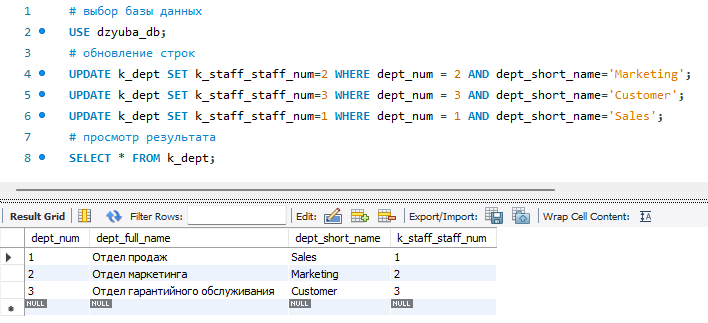 1 # выбор базы данных
2 USE dzyuba_db;
3 # обновление строк
4 UPDATE k_dept SET k_staff_staff_num=2 WHERE dept_num = 2 AND dept_short_name='Marketing';
5 UPDATE k_dept SET k_staff_staff_num=3 WHERE dept_num = 3 AND dept_short_name='Customer';
6 UPDATE k_dept SET k_staff_staff_num=1 WHERE dept_num = 1 AND dept_short_name='Sales';
7 # просмотр результата
8 SELECT * FROM k_dept;
Result Grid Filter Rows: Edit: Export/Import: Wrap Cell Content: IA
dept_num dept_full_name dept_short_name k_staff_staff_num
1 Отдел продаж Sales 1
2 Отдел маркетинга Marketing 2
3 Отдел гарантийного обслуживания Customer 3
NULL NULL NULL NULL